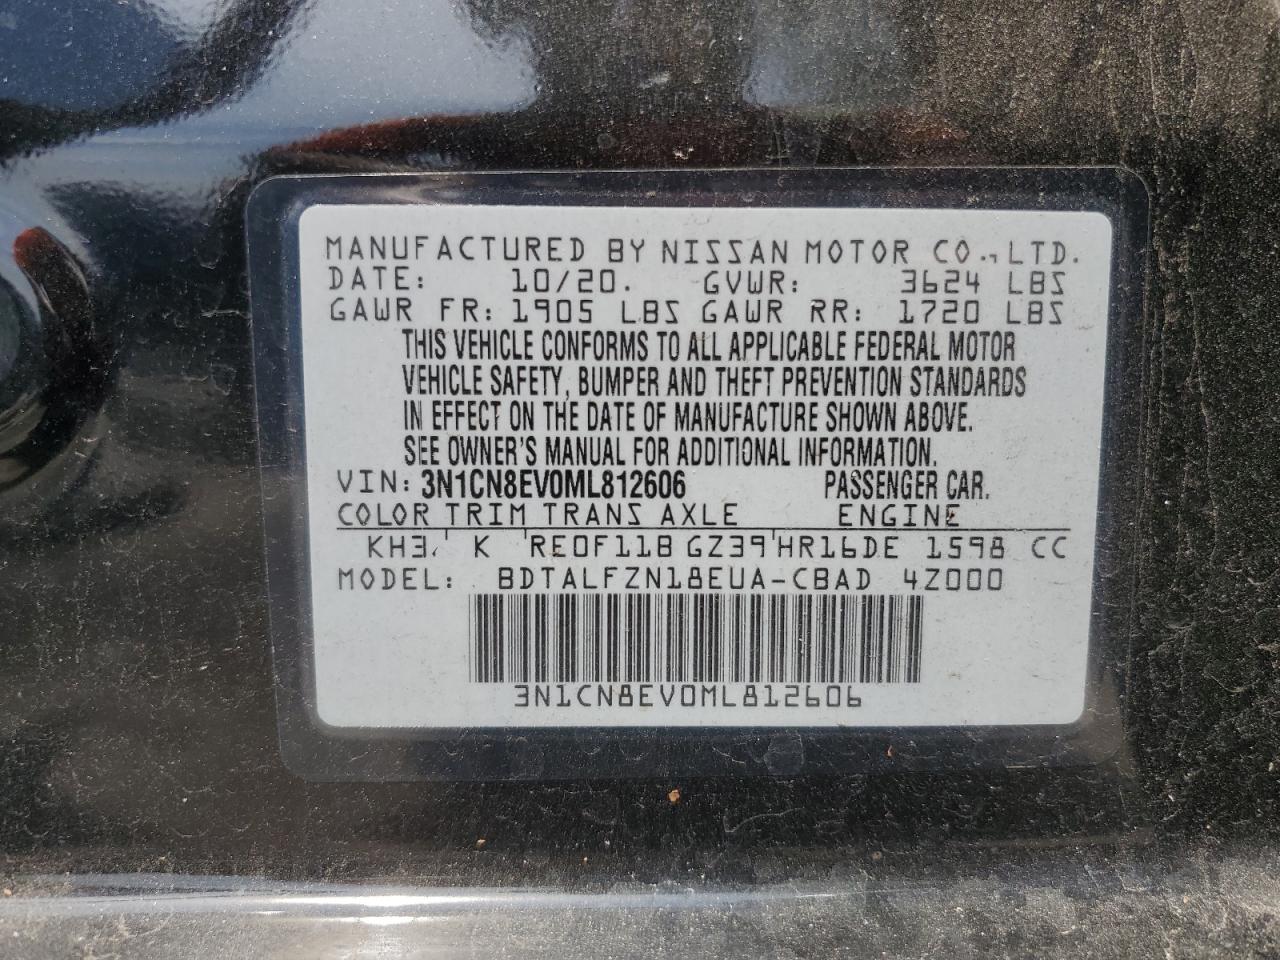 MANUFACTURED BY NISSAN MOTOR CO., LTD.
DATE: 10/20. GVWR: 3624 LBS
GAWR FR: 1905 LBS GAWR RR: 1720 LBS
THIS VEHICLE CONFORMS TO ALL APPLICABLE FEDERAL MOTOR
VEHICLE SAFETY, BUMPER AND THEFT PREVENTION STANDARDS
IN EFFECT ON THE DATE OF MANUFACTURE SHOWN ABOVE.
SEE OWNER'S MANUAL FOR ADDITIONAL INFORMATION.
VIN: 3N1CN8EV0ML812606 PASSENGER CAR.
COLOR TRIM TRANS AXLE ENGINE
KH3 K RE0F11B GZ39 HR16DE 1598 CC
MODEL: BDTALFZN18EUA-CBAD 4Z000
3N1CN8EV0ML812606